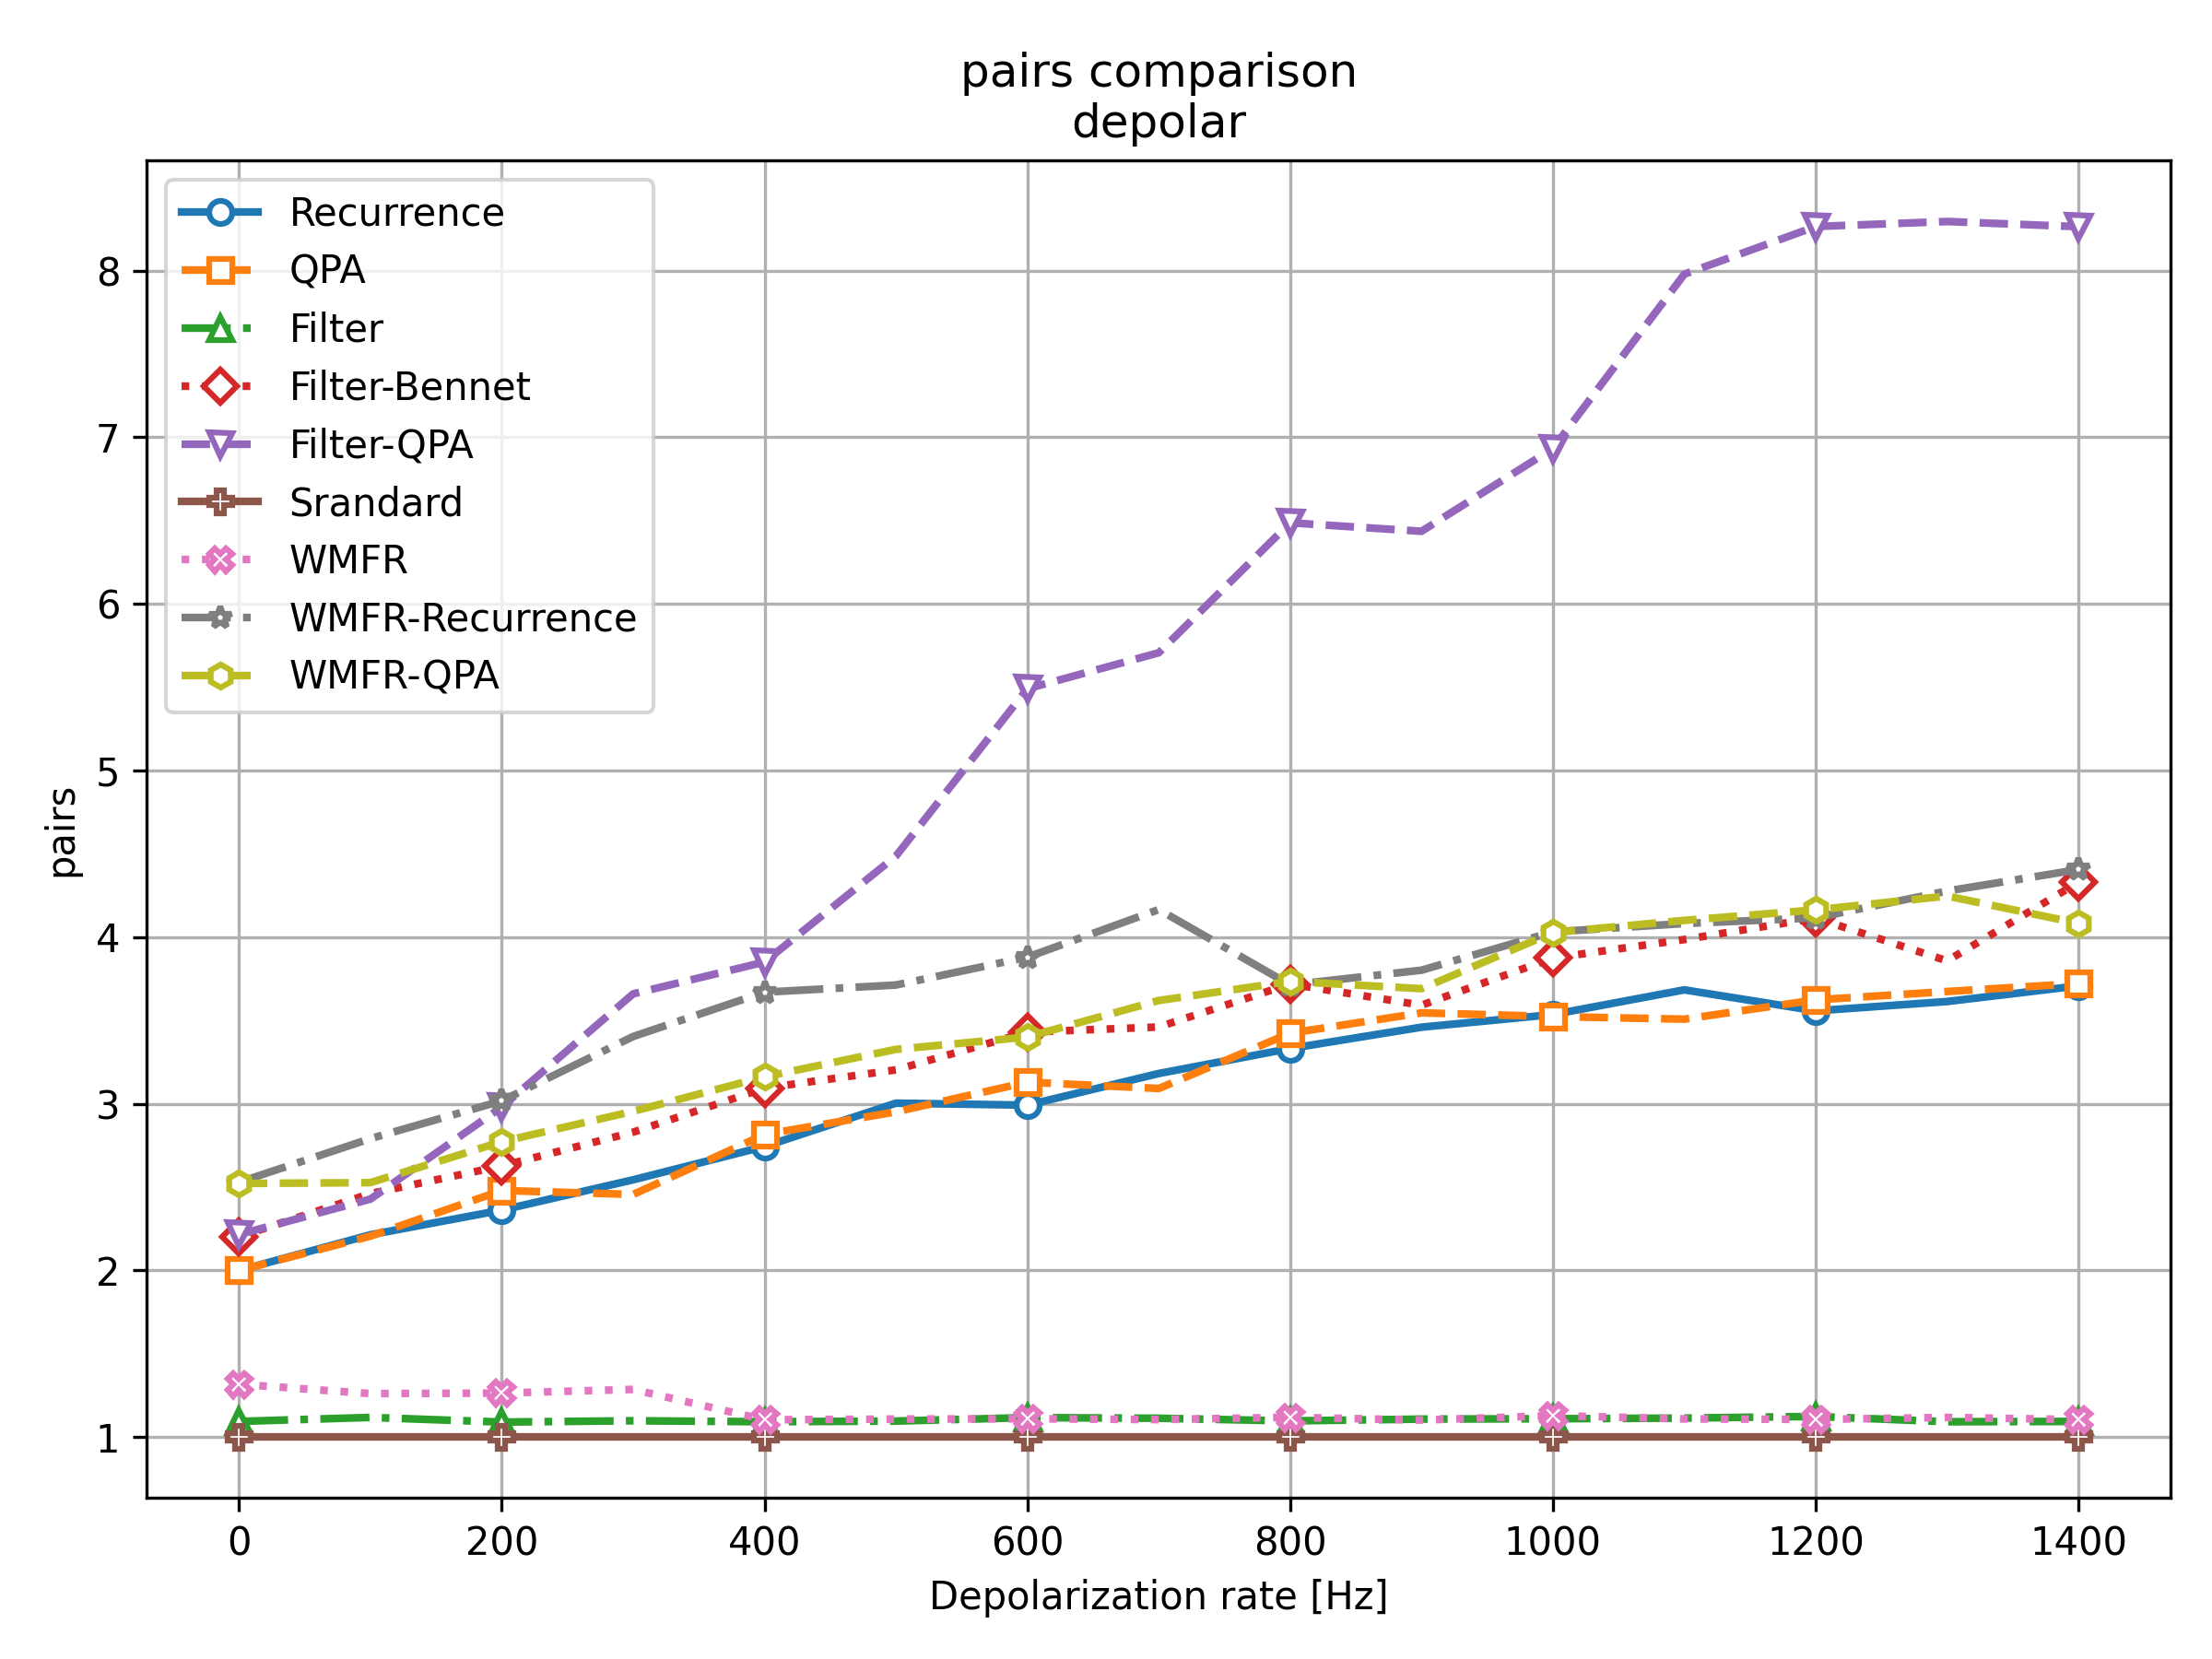 pairs comparison
depolar
Recurrence
QPA
Filter
Filter-Bennet
Filter-QPA
Srandard
WMFR
WMFR-Recurrence
WMFR-QPA
8
7
6
5
4
3
2
1
pairs
0 200 400 600 800 1000 1200 1400
Depolarization rate [Hz]